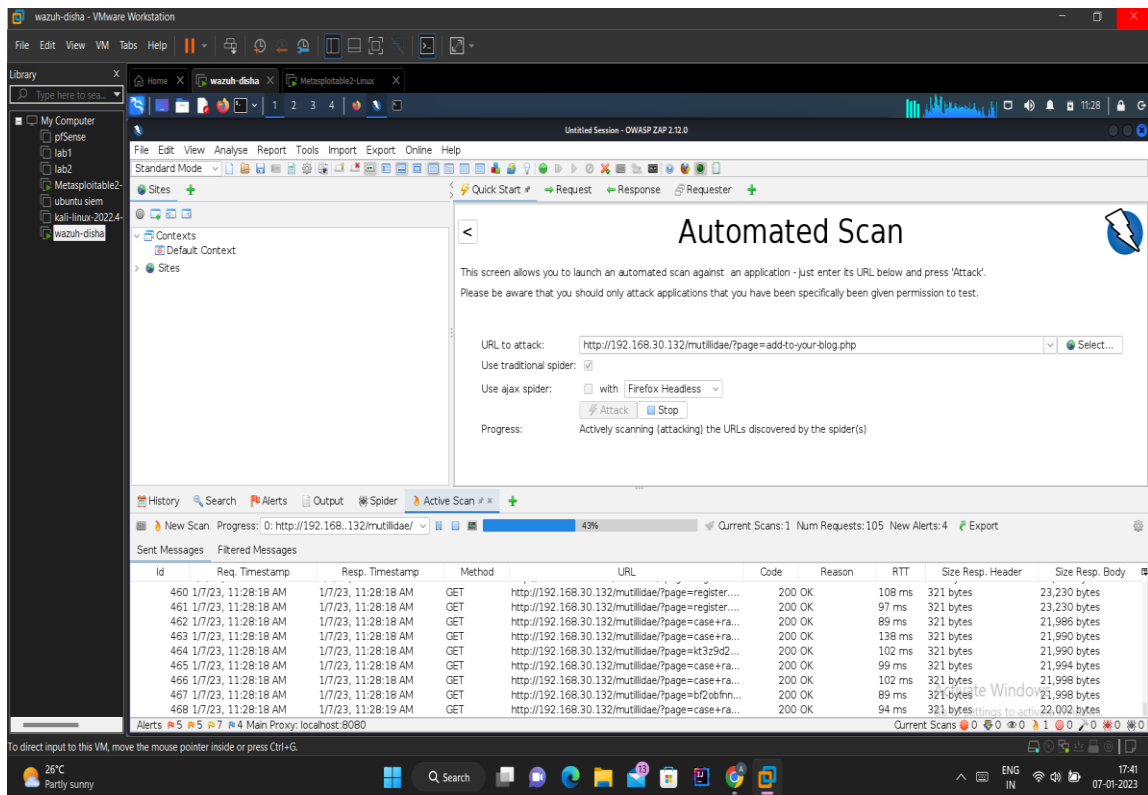 wazuh-disha - VMware Workstation
File Edit View VM Tabs Help
Library X
Type here to sea...
My Computer
pfSense
lab1
lab2
Metasploitable2-
ubuntu siem
kali-linux-2022.4-
wazuh-disha
Home X wazuh-disha X Metasploitable2-Linux X
1 2 3 4 11:28
Untitled Session - OWASP ZAP 2.12.0
File Edit View Analyse Report Tools Import Export Online Help
Standard Mode
Sites
Quick Start Request Response Requester
Contexts
Default Context
Sites
<
Automated Scan
This screen allows you to launch an automated scan against an application - just enter its URL below and press 'Attack'.
Please be aware that you should only attack applications that you have been specifically been given permission to test.
URL to attack: http://192.168.30.132/mutillidae/?page=add-to-your-blog.php Select...
Use traditional spider:
Use ajax spider: with Firefox Headless
Attack Stop
Progress: Actively scanning (attacking) the URLs discovered by the spider(s)
History Search Alerts Output Spider Active Scan
New Scan Progress: 0: http://192.168..132/mutillidae/ 43% Current Scans: 1 Num Requests: 105 New Alerts: 4 Export
Sent Messages Filtered Messages
Id Req. Timestamp Resp. Timestamp Method URL Code Reason RTT Size Resp. Header Size Resp. Body
460 1/7/23, 11:28:18 AM 1/7/23, 11:28:18 AM GET http://192.168.30.132/mutillidae/?page=register.... 200 OK 108 ms 321 bytes 23,230 bytes
461 1/7/23, 11:28:18 AM 1/7/23, 11:28:18 AM GET http://192.168.30.132/mutillidae/?page=register.... 200 OK 97 ms 321 bytes 23,230 bytes
462 1/7/23, 11:28:18 AM 1/7/23, 11:28:18 AM GET http://192.168.30.132/mutillidae/?page=case+ra... 200 OK 89 ms 321 bytes 21,986 bytes
463 1/7/23, 11:28:18 AM 1/7/23, 11:28:18 AM GET http://192.168.30.132/mutillidae/?page=case+ra... 200 OK 138 ms 321 bytes 21,990 bytes
464 1/7/23, 11:28:18 AM 1/7/23, 11:28:18 AM GET http://192.168.30.132/mutillidae/?page=kt3z9d2... 200 OK 102 ms 321 bytes 21,990 bytes
465 1/7/23, 11:28:18 AM 1/7/23, 11:28:18 AM GET http://192.168.30.132/mutillidae/?page=case+ra... 200 OK 99 ms 321 bytes 21,994 bytes
466 1/7/23, 11:28:18 AM 1/7/23, 11:28:18 AM GET http://192.168.30.132/mutillidae/?page=case+ra... 200 OK 102 ms 321 bytes 21,998 bytes
467 1/7/23, 11:28:18 AM 1/7/23, 11:28:18 AM GET http://192.168.30.132/mutillidae/?page=bf2obfnn... 200 OK 89 ms 321 bytes 21,998 bytes
468 1/7/23, 11:28:18 AM 1/7/23, 11:28:19 AM GET http://192.168.30.132/mutillidae/?page=case+ra... 200 OK 94 ms 321 bytes 22,002 bytes
Activate Windows
Alerts 5 5 7 4 Main Proxy: localhost:8080 Current Scans 0 0 0 1 0 0 0 0
To direct input to this VM, move the mouse pointer inside or press Ctrl+G.
26°C
Partly sunny
Search
13
ENG
IN
17:41
07-01-2023